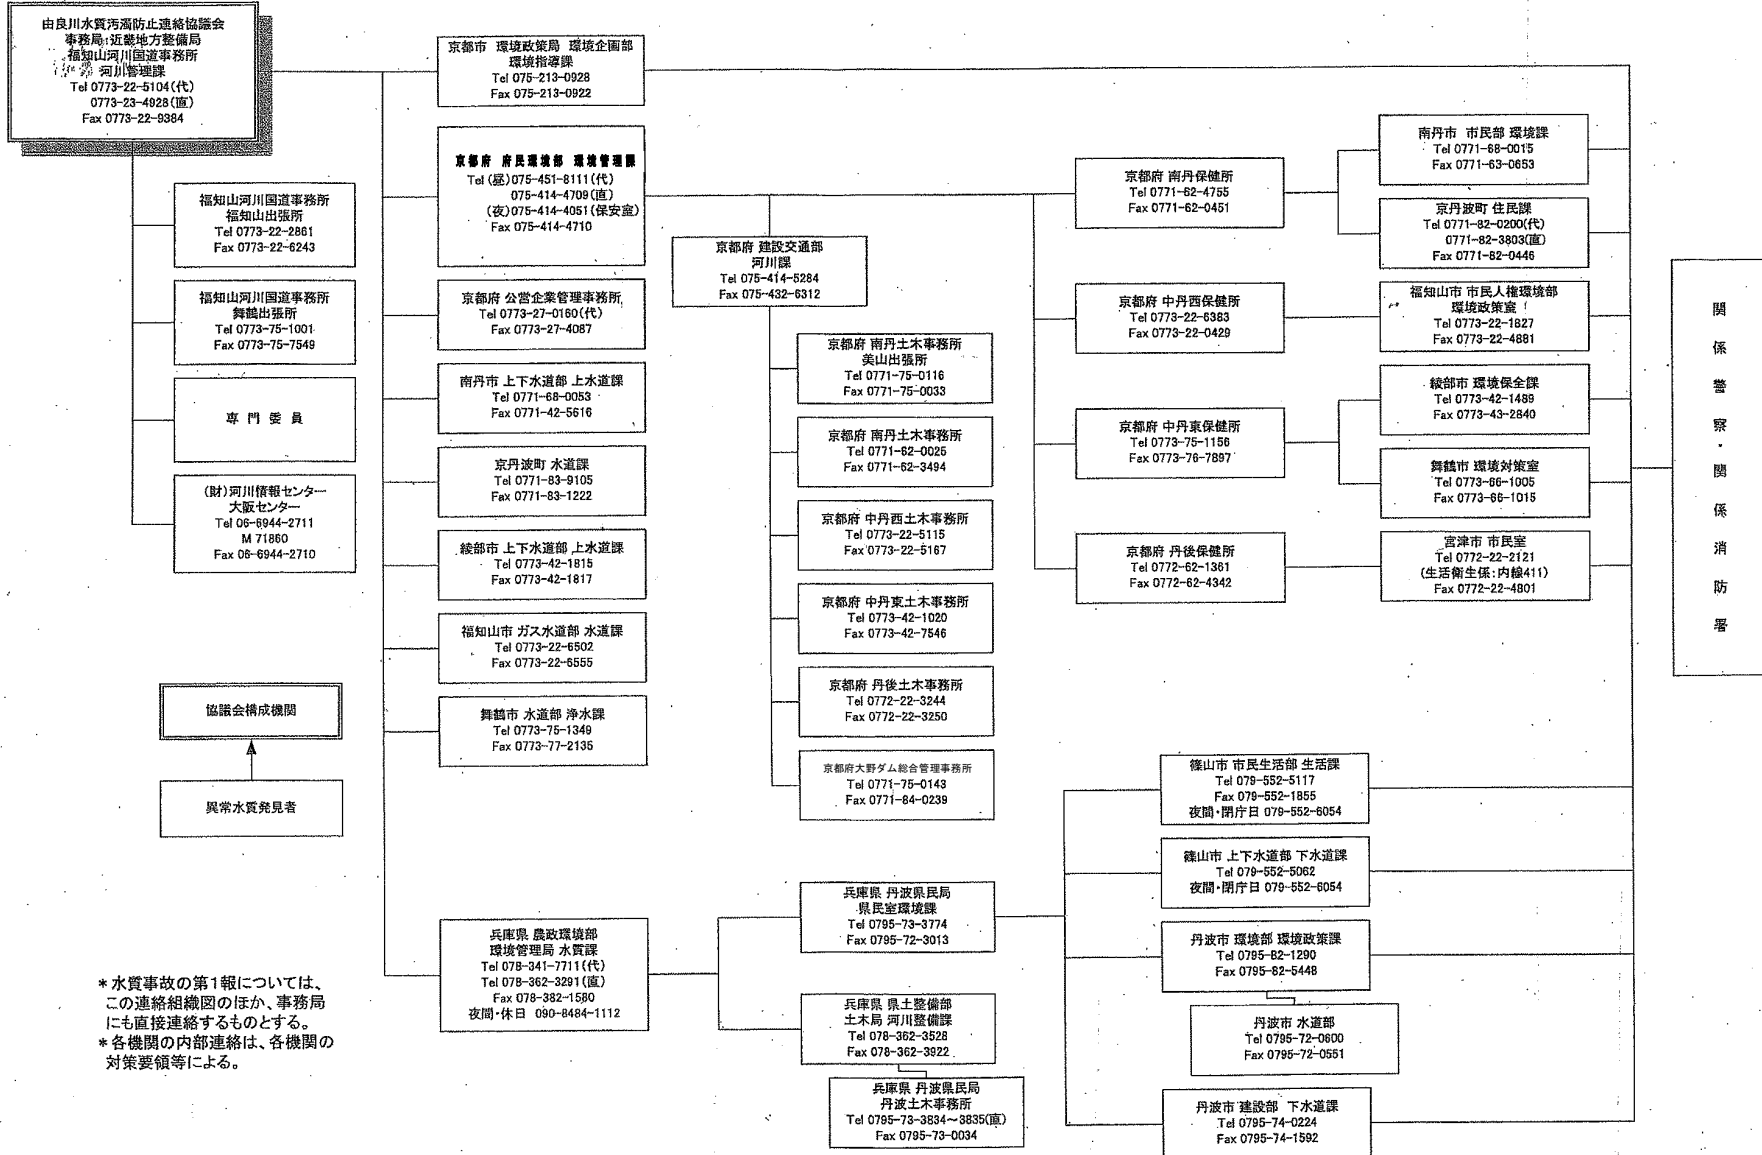 由良川水質汚濁防止連絡協議会
事務局:近畿地方整備局
福知山河川国道事務所
河川管理課
Tel 0773-22-5104(代)
0773-23-4928(直)
Fax 0773-22-9384
福知山河川国道事務所
福知山出張所
Tel 0773-22-2861
Fax 0773-22-6243
福知山河川国道事務所
舞鶴出張所
Tel 0773-75-1001
Fax 0773-75-7549
専門委員
(財)河川情報センター
大阪センター
Tel 06-6944-2711
M 71860
Fax 06-6944-2710
協議会構成機関
異常水質発見者
*水質事故の第1報については、
この連絡組織図のほか、事務局
にも直接連絡するものとする。
*各機関の内部連絡は、各機関の
対策要領等による。
京都市 環境政策局 環境企画部
環境指導課
Tel 075-213-0928
Fax 075-213-0922
京都府 府民環境部 環境管理課
Tel (昼)075-451-8111(代)
075-414-4709(直)
(夜)075-414-4051(保安室)
Fax 075-414-4710
京都府 公営企業管理事務所
Tel 0773-27-0160(代)
Fax 0773-27-4087
南丹市 上下水道部 上水道課
Tel 0771-68-0053
Fax 0771-42-5616
京丹波町 水道課
Tel 0771-83-9105
Fax 0771-83-1222
綾部市 上下水道部 上水道課
Tel 0773-42-1815
Fax 0773-42-1817
福知山市 ガス水道部 水道課
Tel 0773-22-6502
Fax 0773-22-6555
舞鶴市 水道部 浄水課
Tel 0773-75-1349
Fax 0773-77-2135
兵庫県 農政環境部
環境管理局 水質課
Tel 078-341-7711(代)
Tel 078-362-3291(直)
Fax 078-382-1580
夜間・休日 090-8484-1112
京都府 建設交通部
河川課
Tel 075-414-5284
Fax 075-432-6312
京都府 南丹土木事務所
美山出張所
Tel 0771-75-0116
Fax 0771-75-0033
京都府 南丹土木事務所
Tel 0771-62-0025
Fax 0771-62-3494
京都府 中丹西土木事務所
Tel 0773-22-5115
Fax 0773-22-5167
京都府 中丹東土木事務所
Tel 0773-42-1020
Fax 0773-42-7546
京都府 丹後土木事務所
Tel 0772-22-3244
Fax 0772-22-3250
京都府大野ダム総合管理事務所
Tel 0771-75-0143
Fax 0771-84-0239
兵庫県 丹波県民局
県民室環境課
Tel 0795-73-3774
Fax 0795-72-3013
兵庫県 県土整備部
土木局 河川整備課
Tel 078-362-3528
Fax 078-362-3922
兵庫県 丹波県民局
丹波土木事務所
Tel 0795-73-3834~3835(直)
Fax 0795-73-0034
京都府 南丹保健所
Tel 0771-62-4755
Fax 0771-62-0451
京都府 中丹西保健所
Tel 0773-22-6383
Fax 0773-22-0429
京都府 中丹東保健所
Tel 0773-75-1156
Fax 0773-76-7897
京都府 丹後保健所
Tel 0772-62-1361
Fax 0772-62-4342
南丹市 市民部 環境課
Tel 0771-68-0015
Fax 0771-63-0653
京丹波町 住民課
Tel 0771-82-0200(代)
0771-82-3803(直)
Fax 0771-82-0446
福知山市 市民人権環境部
環境政策室
Tel 0773-22-1827
Fax 0773-22-4881
綾部市 環境保全課
Tel 0773-42-1489
Fax 0773-43-2840
舞鶴市 環境対策室
Tel 0773-66-1005
Fax 0773-66-1015
宮津市 市民室
Tel 0772-22-2121
(生活衛生係:内線411)
Fax 0772-22-4801
篠山市 市民生活部 生活課
Tel 079-552-5117
Fax 079-552-1855
夜間・閉庁日 079-552-6054
篠山市 上下水道部 下水道課
Tel 079-552-5062
夜間・閉庁日 079-552-6054
丹波市 環境部 環境政策課
Tel 0795-82-1290
Fax 0795-82-5448
丹波市 水道部
Tel 0795-72-0600
Fax 0795-72-0551
丹波市 建設部 下水道課
Tel 0795-74-0224
Fax 0795-74-1592
関係警察・関係消防署